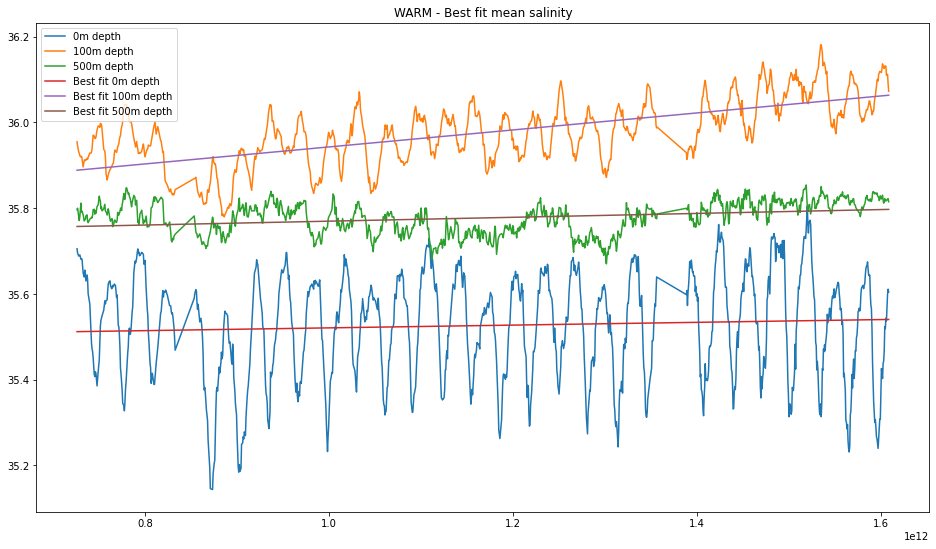 WARM - Best fit mean salinity
0m depth
100m depth
500m depth
Best fit 0m depth
Best fit 100m depth
Best fit 500m depth
36.2
36.0
35.8
35.6
35.4
35.2
0.8 1.0 1.2 1.4 1.6
1e12